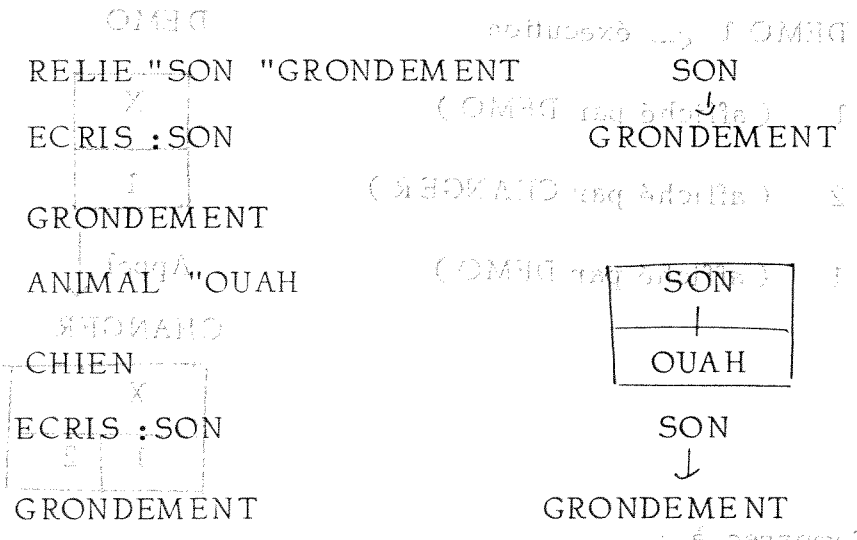 RELIE "SON "GRONDEMENT SON
ECRIS :SON GRONDEMENT
GRONDEMENT
ANIMAL "OUAH SON
CHIEN OUAH
ECRIS :SON SON
GRONDEMENT GRONDEMENT